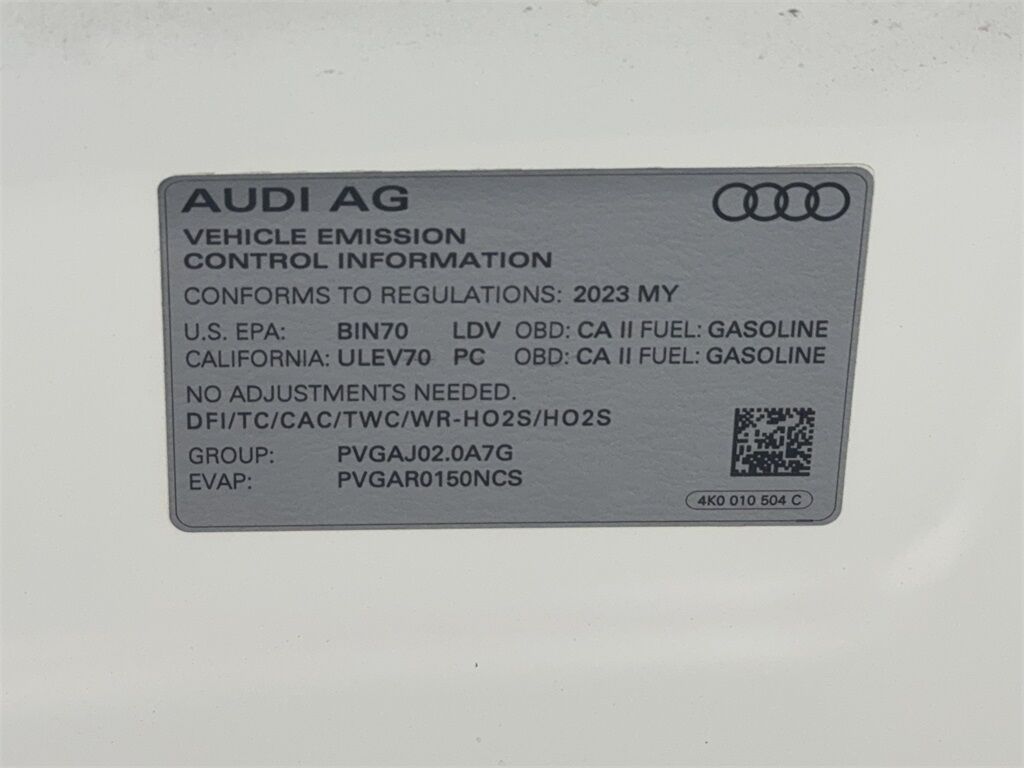 AUDI AG
VEHICLE EMISSION
CONTROL INFORMATION
CONFORMS TO REGULATIONS: 2023 MY
U.S. EPA: BIN70 LDV OBD: CA II FUEL: GASOLINE
CALIFORNIA: ULEV70 PC OBD: CA II FUEL: GASOLINE
NO ADJUSTMENTS NEEDED.
DFI/TC/CAC/TWC/WR-HO2S/HO2S
GROUP: PVGAJ02.0A7G
EVAP: PVGAR0150NCS
4K0 010 504 C